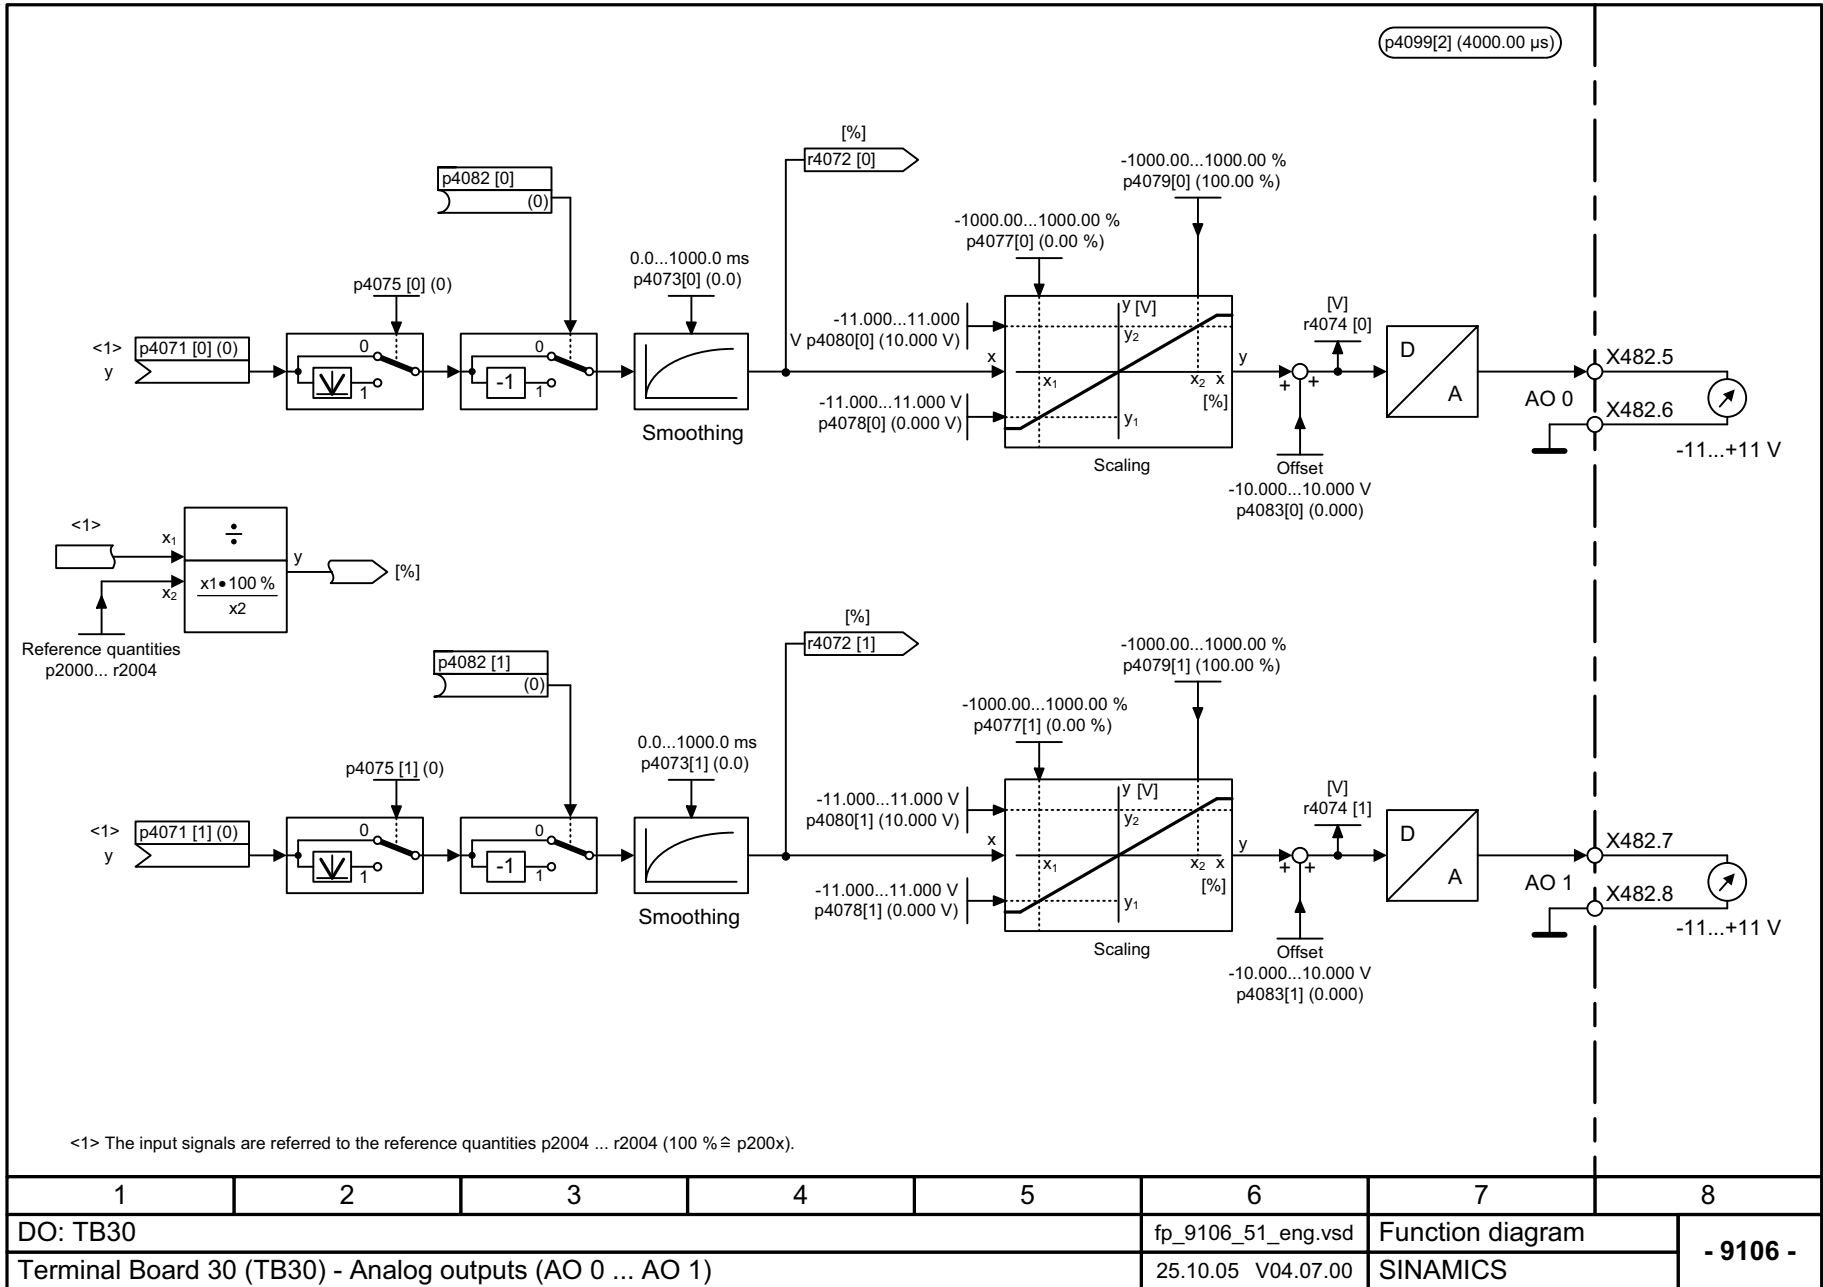 p4099[2] (4000.00 µs)
[%]
r4072 [0]
-1000.00...1000.00 %
p4079[0] (100.00 %)
p4082 [0]
(0)
-1000.00...1000.00 %
p4077[0] (0.00 %)
0.0...1000.0 ms
p4073[0] (0.0)
p4075 [0] (0)
<1>
y
p4071 [0] (0)
0
1
0
-1
1
Smoothing
-11.000...11.000
V p4080[0] (10.000 V)
x
-11.000...11.000 V
p4078[0] (0.000 V)
y [V]
y2
x1
x2 x
[%]
y1
Scaling
y
+
+
Offset
-10.000...10.000 V
p4083[0] (0.000)
[V]
r4074 [0]
D
A
AO 0
X482.5
X482.6
-11...+11 V
<1>
x1
x2
÷
x1•100 %
x2
y
[%]
Reference quantities
p2000... r2004
[%]
r4072 [1]
-1000.00...1000.00 %
p4079[1] (100.00 %)
p4082 [1]
(0)
-1000.00...1000.00 %
p4077[1] (0.00 %)
0.0...1000.0 ms
p4073[1] (0.0)
p4075 [1] (0)
<1>
y
p4071 [1] (0)
0
1
0
-1
1
Smoothing
-11.000...11.000 V
p4080[1] (10.000 V)
x
-11.000...11.000 V
p4078[1] (0.000 V)
y [V]
y2
x1
x2 x
[%]
y1
Scaling
y
+
+
Offset
-10.000...10.000 V
p4083[1] (0.000)
[V]
r4074 [1]
D
A
AO 1
X482.7
X482.8
-11...+11 V
<1> The input signals are referred to the reference quantities p2004 ... r2004 (100 % ≙ p200x).
1 2 3 4 5 6 7 8
DO: TB30
fp_9106_51_eng.vsd
Function diagram
- 9106 -
Terminal Board 30 (TB30) - Analog outputs (AO 0 ... AO 1)
25.10.05 V04.07.00
SINAMICS